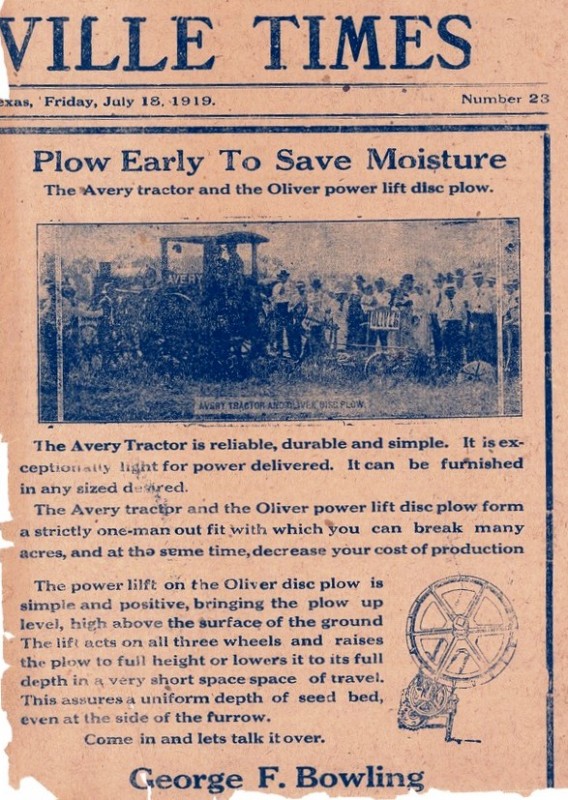 VILLE TIMES
exas, Friday, July 18, 1919. Number 23
Plow Early To Save Moisture
The Avery tractor and the Oliver power lift disc plow.
AVERY
OLIVER
AVERY TRACTOR AND OLIVER DISC PLOW.
The Avery Tractor is reliable, durable and simple. It is ex-
ceptionally light for power delivered. It can be furnished
in any sized desired.
The Avery tractor and the Oliver power lift disc plow form
a strictly one-man out fit with which you can break many
acres, and at the seme time, decrease your cost of production
The power lilft on the Oliver disc plow is
simple and positive, bringing the plow up
level, high above the surface of the ground
The lift acts on all three wheels and raises
the plow to full height or lowers it to its full
depth in a very short space space of travel.
This assures a uniform depth of seed bed,
even at the side of the furrow.
Come in and lets talk it over.
George F. Bowling